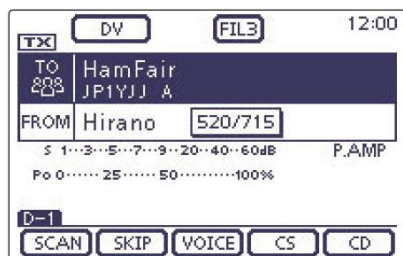 DV FIL3 12:00
TX
TO HamFair
JP1YJJ A
FROM Hirano 520/715
S 1···3···5···7···9··20··40··60dB P.AMP
Po 0······25······50·········100%
D-1
SCAN SKIP VOICE CS CD